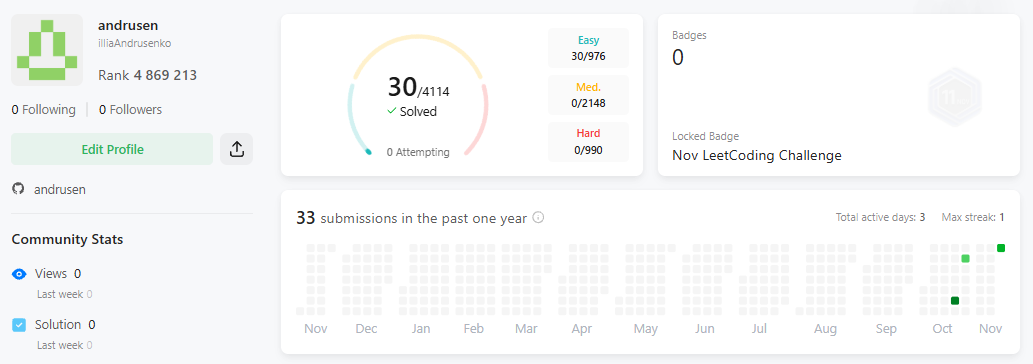 andrusen
illiaAndrusenko
Rank 4 869 213
0 Following
0 Followers
Edit Profile
andrusen
Community Stats
Views 0
Last week 0
Solution 0
Last week 0
30/4114
Solved
0 Attempting
Easy
30/976
Med.
0/2148
Hard
0/990
Badges
0
Locked Badge
Nov LeetCoding Challenge
33 submissions in the past one year
Total active days: 3
Max streak: 1
Nov Dec Jan Feb Mar Apr May Jun Jul Aug Sep Oct Nov